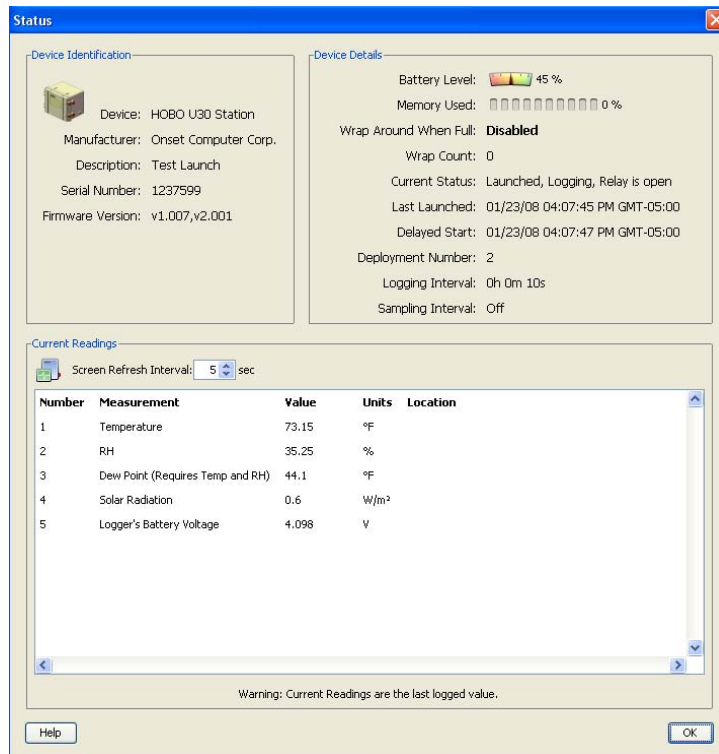 Status
Device Identification
Device: HOBO U30 Station
Manufacturer: Onset Computer Corp.
Description: Test Launch
Serial Number: 1237599
Firmware Version: v1.007,v2.001
Device Details
Battery Level: 45 %
Memory Used: 0 %
Wrap Around When Full: Disabled
Wrap Count: 0
Current Status: Launched, Logging, Relay is open
Last Launched: 01/23/08 04:07:45 PM GMT-05:00
Delayed Start: 01/23/08 04:07:47 PM GMT-05:00
Deployment Number: 2
Logging Interval: 0h 0m 10s
Sampling Interval: Off
Current Readings
Screen Refresh Interval: 5 sec
Number Measurement Value Units Location
1 Temperature 73.15 °F
2 RH 35.25 %
3 Dew Point (Requires Temp and RH) 44.1 °F
4 Solar Radiation 0.6 W/m²
5 Logger's Battery Voltage 4.098 V
Warning: Current Readings are the last logged value.
Help OK